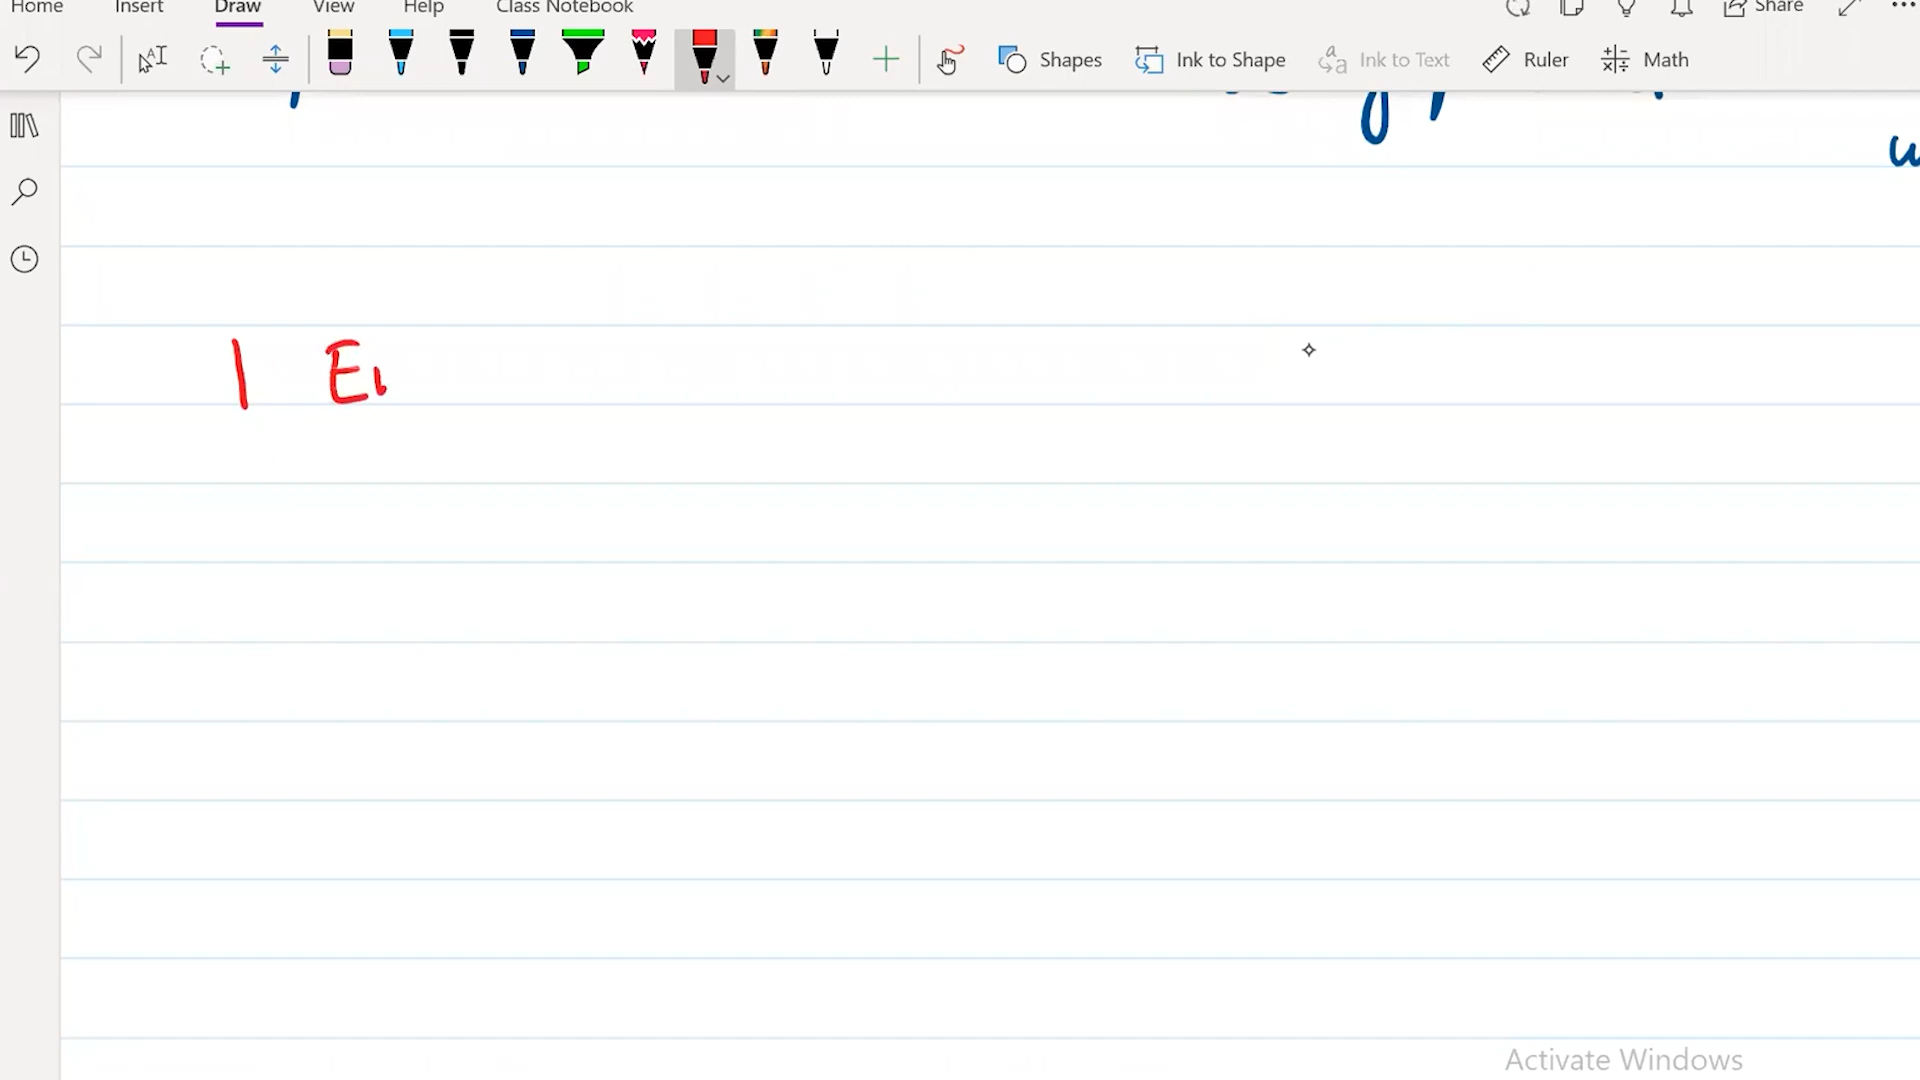 Home Insert Draw View Help Class Notebook Share
Shapes Ink to Shape Ink to Text Ruler Math
1 E
Activate Windows